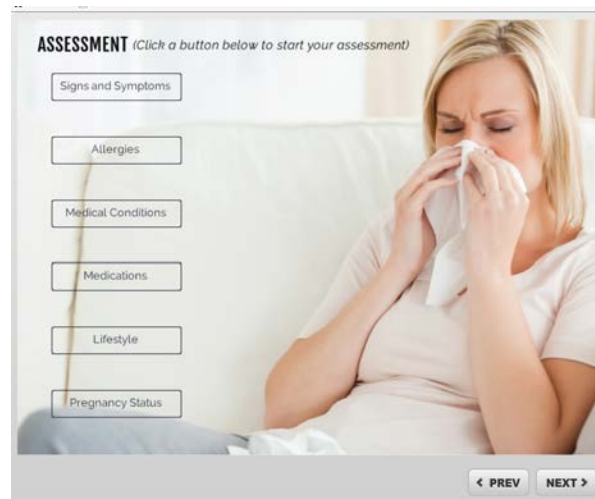 ASSESSMENT (Click a button below to start your assessment)
Signs and Symptoms
Allergies
Medical Conditions
Medications
Lifestyle
Pregnancy Status
< PREV NEXT >